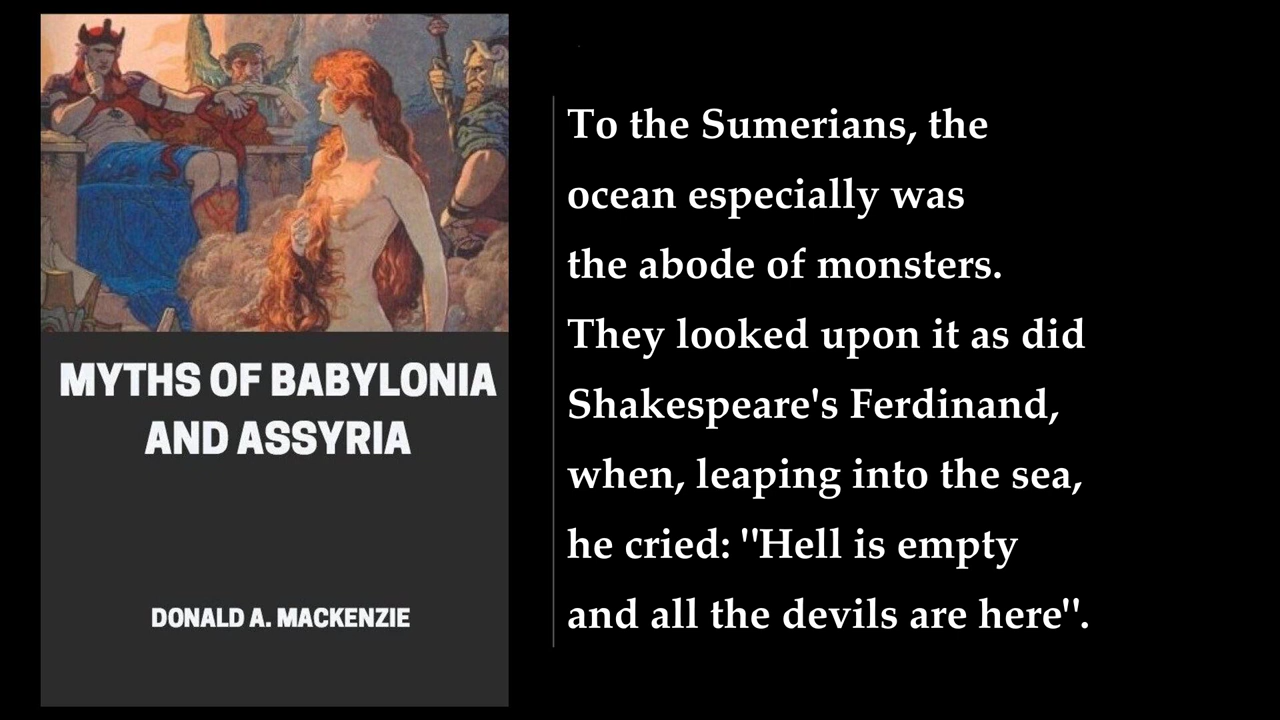 MYTHS OF BABYLONIA
AND ASSYRIA
DONALD A. MACKENZIE
To the Sumerians, the
ocean especially was
the abode of monsters.
They looked upon it as did
Shakespeare's Ferdinand,
when, leaping into the sea,
he cried: "Hell is empty
and all the devils are here".